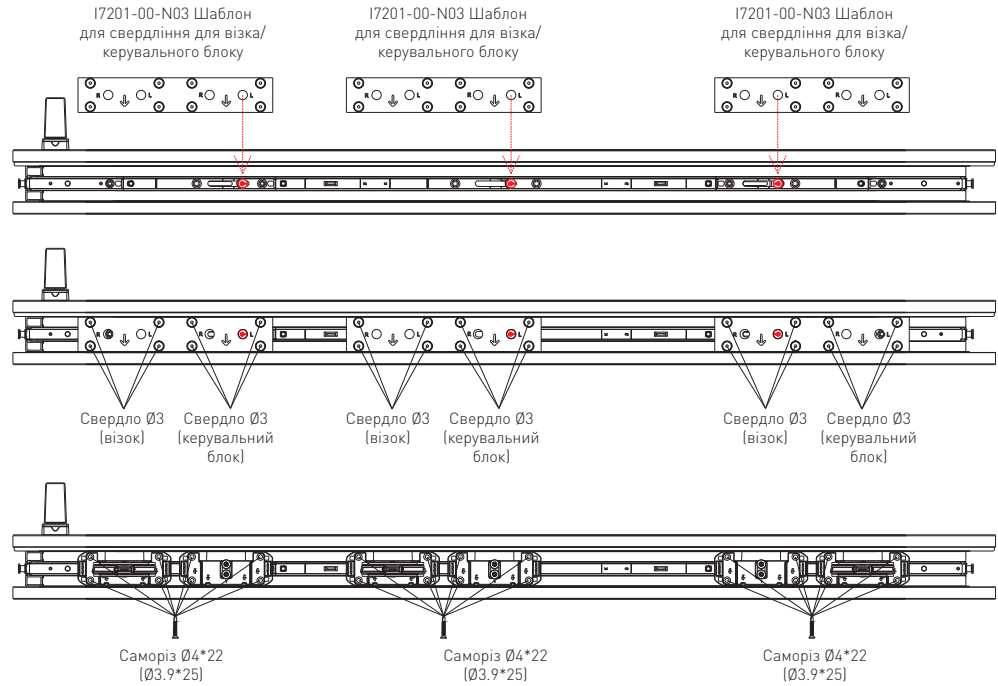 I7201-00-N03 Шаблон
для свердління для візка/
керувального блоку
I7201-00-N03 Шаблон
для свердління для візка/
керувального блоку
I7201-00-N03 Шаблон
для свердління для візка/
керувального блоку
R L R L
R L R L
R L R L
R L R L
R L R L
R L R L
Свердло Ø3
(візок)
Свердло Ø3
(керувальний
блок)
Свердло Ø3
(візок)
Свердло Ø3
(керувальний
блок)
Свердло Ø3
(візок)
Свердло Ø3
(керувальний
блок)
Саморіз Ø4*22
(Ø3.9*25)
Саморіз Ø4*22
(Ø3.9*25)
Саморіз Ø4*22
(Ø3.9*25)